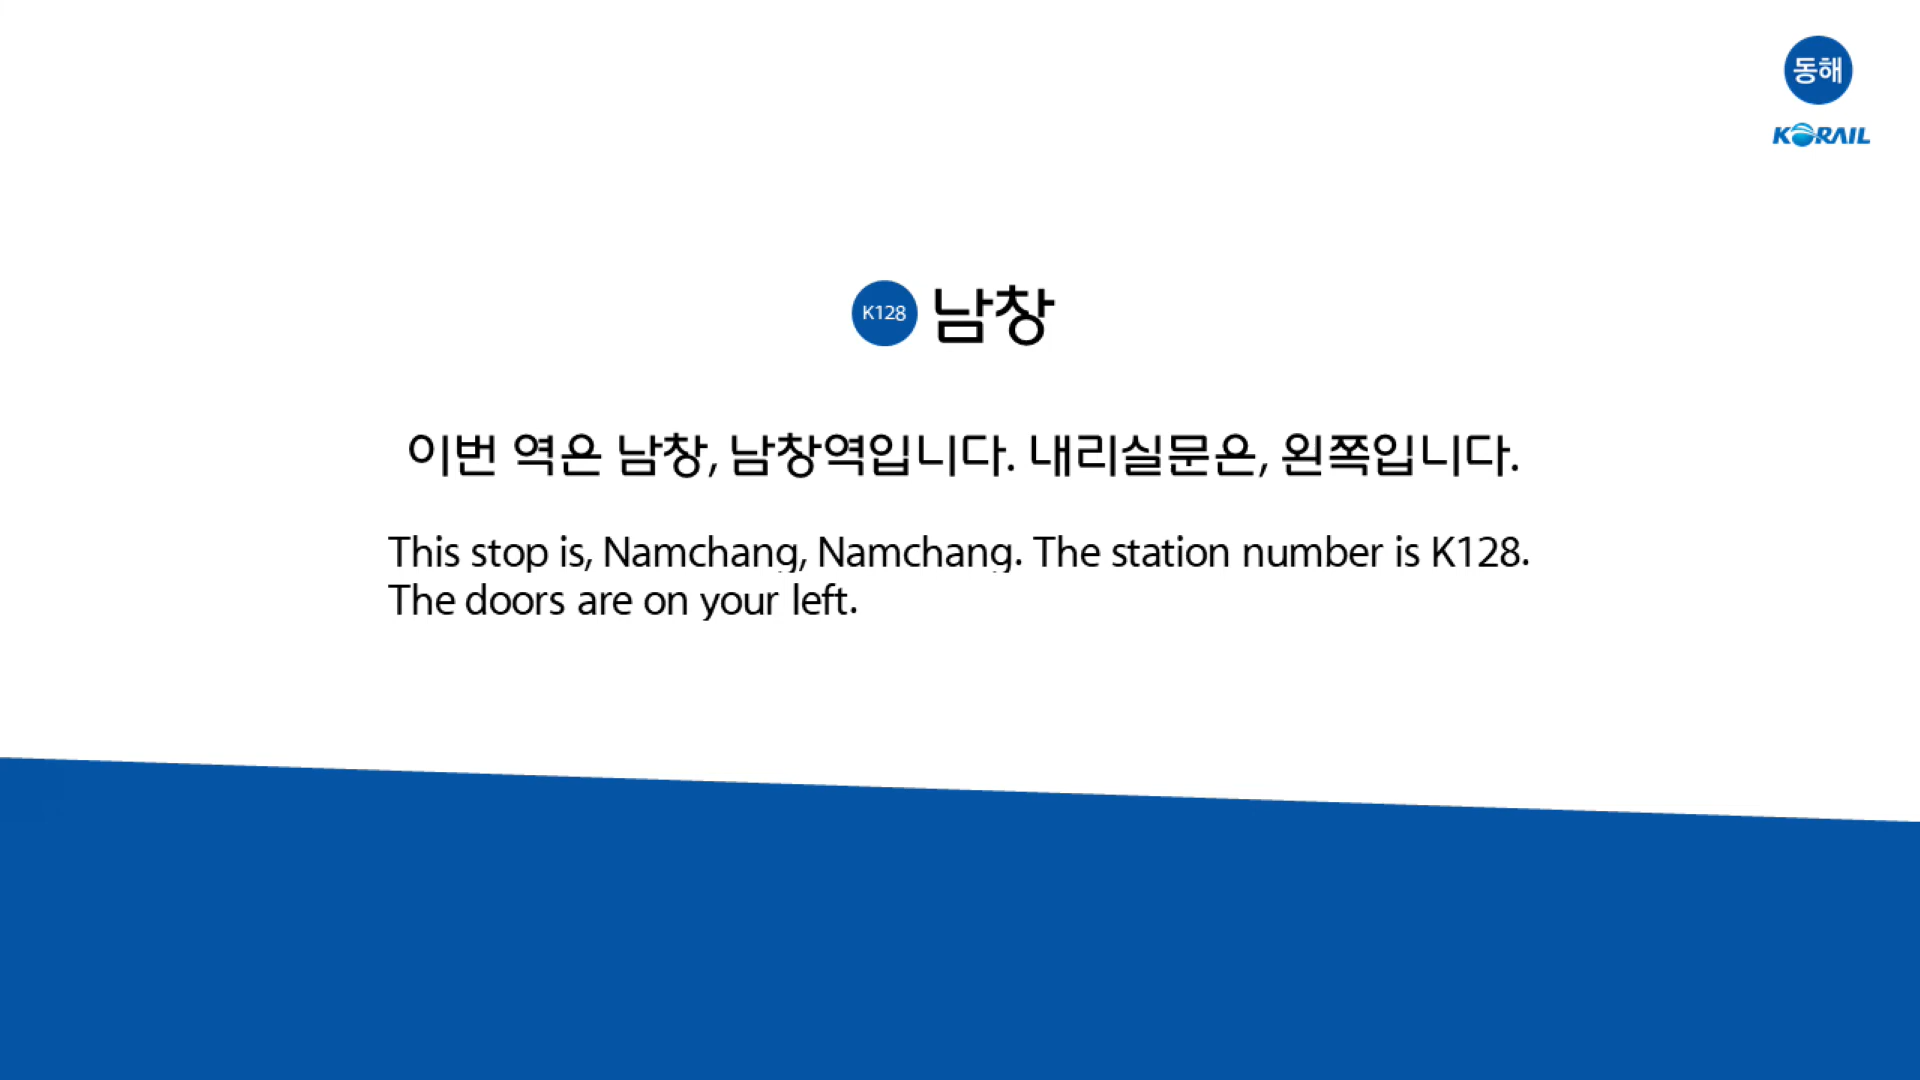 동해
KORAIL
K128 남창
이번 역은 남창, 남창역입니다. 내리실문은, 왼쪽입니다.
This stop is, Namchang, Namchang. The station number is K128.
The doors are on your left.